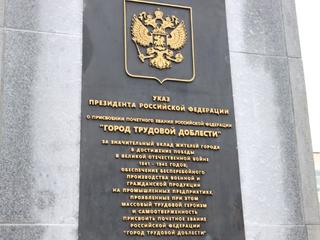 УКАЗ
ПРЕЗИДЕНТА РОССИЙСКОЙ ФЕДЕРАЦИИ
О ПРИСВОЕНИИ ПОЧЕТНОГО ЗВАНИЯ РОССИЙСКОЙ ФЕДЕРАЦИИ
"ГОРОД ТРУДОВОЙ ДОБЛЕСТИ"
ЗА ЗНАЧИТЕЛЬНЫЙ ВКЛАД ЖИТЕЛЕЙ ГОРОДА
В ДОСТИЖЕНИЕ ПОБЕДЫ
В ВЕЛИКОЙ ОТЕЧЕСТВЕННОЙ ВОЙНЕ
1941 - 1945 ГОДОВ,
ОБЕСПЕЧЕНИЕ БЕСПЕРЕБОЙНОГО
ПРОИЗВОДСТВА ВОЕННОЙ И
ГРАЖДАНСКОЙ ПРОДУКЦИИ
НА ПРОМЫШЛЕННЫХ ПРЕДПРИЯТИЯХ,
ПРОЯВЛЕННЫЕ ПРИ ЭТОМ
МАССОВЫЙ ТРУДОВОЙ ГЕРОИЗМ
И САМООТВЕРЖЕННОСТЬ
ПРИСВОИТЬ ПОЧЕТНОЕ ЗВАНИЕ
РОССИЙСКОЙ ФЕДЕРАЦИИ
"ГОРОД ТРУДОВОЙ ДОБЛЕСТИ"